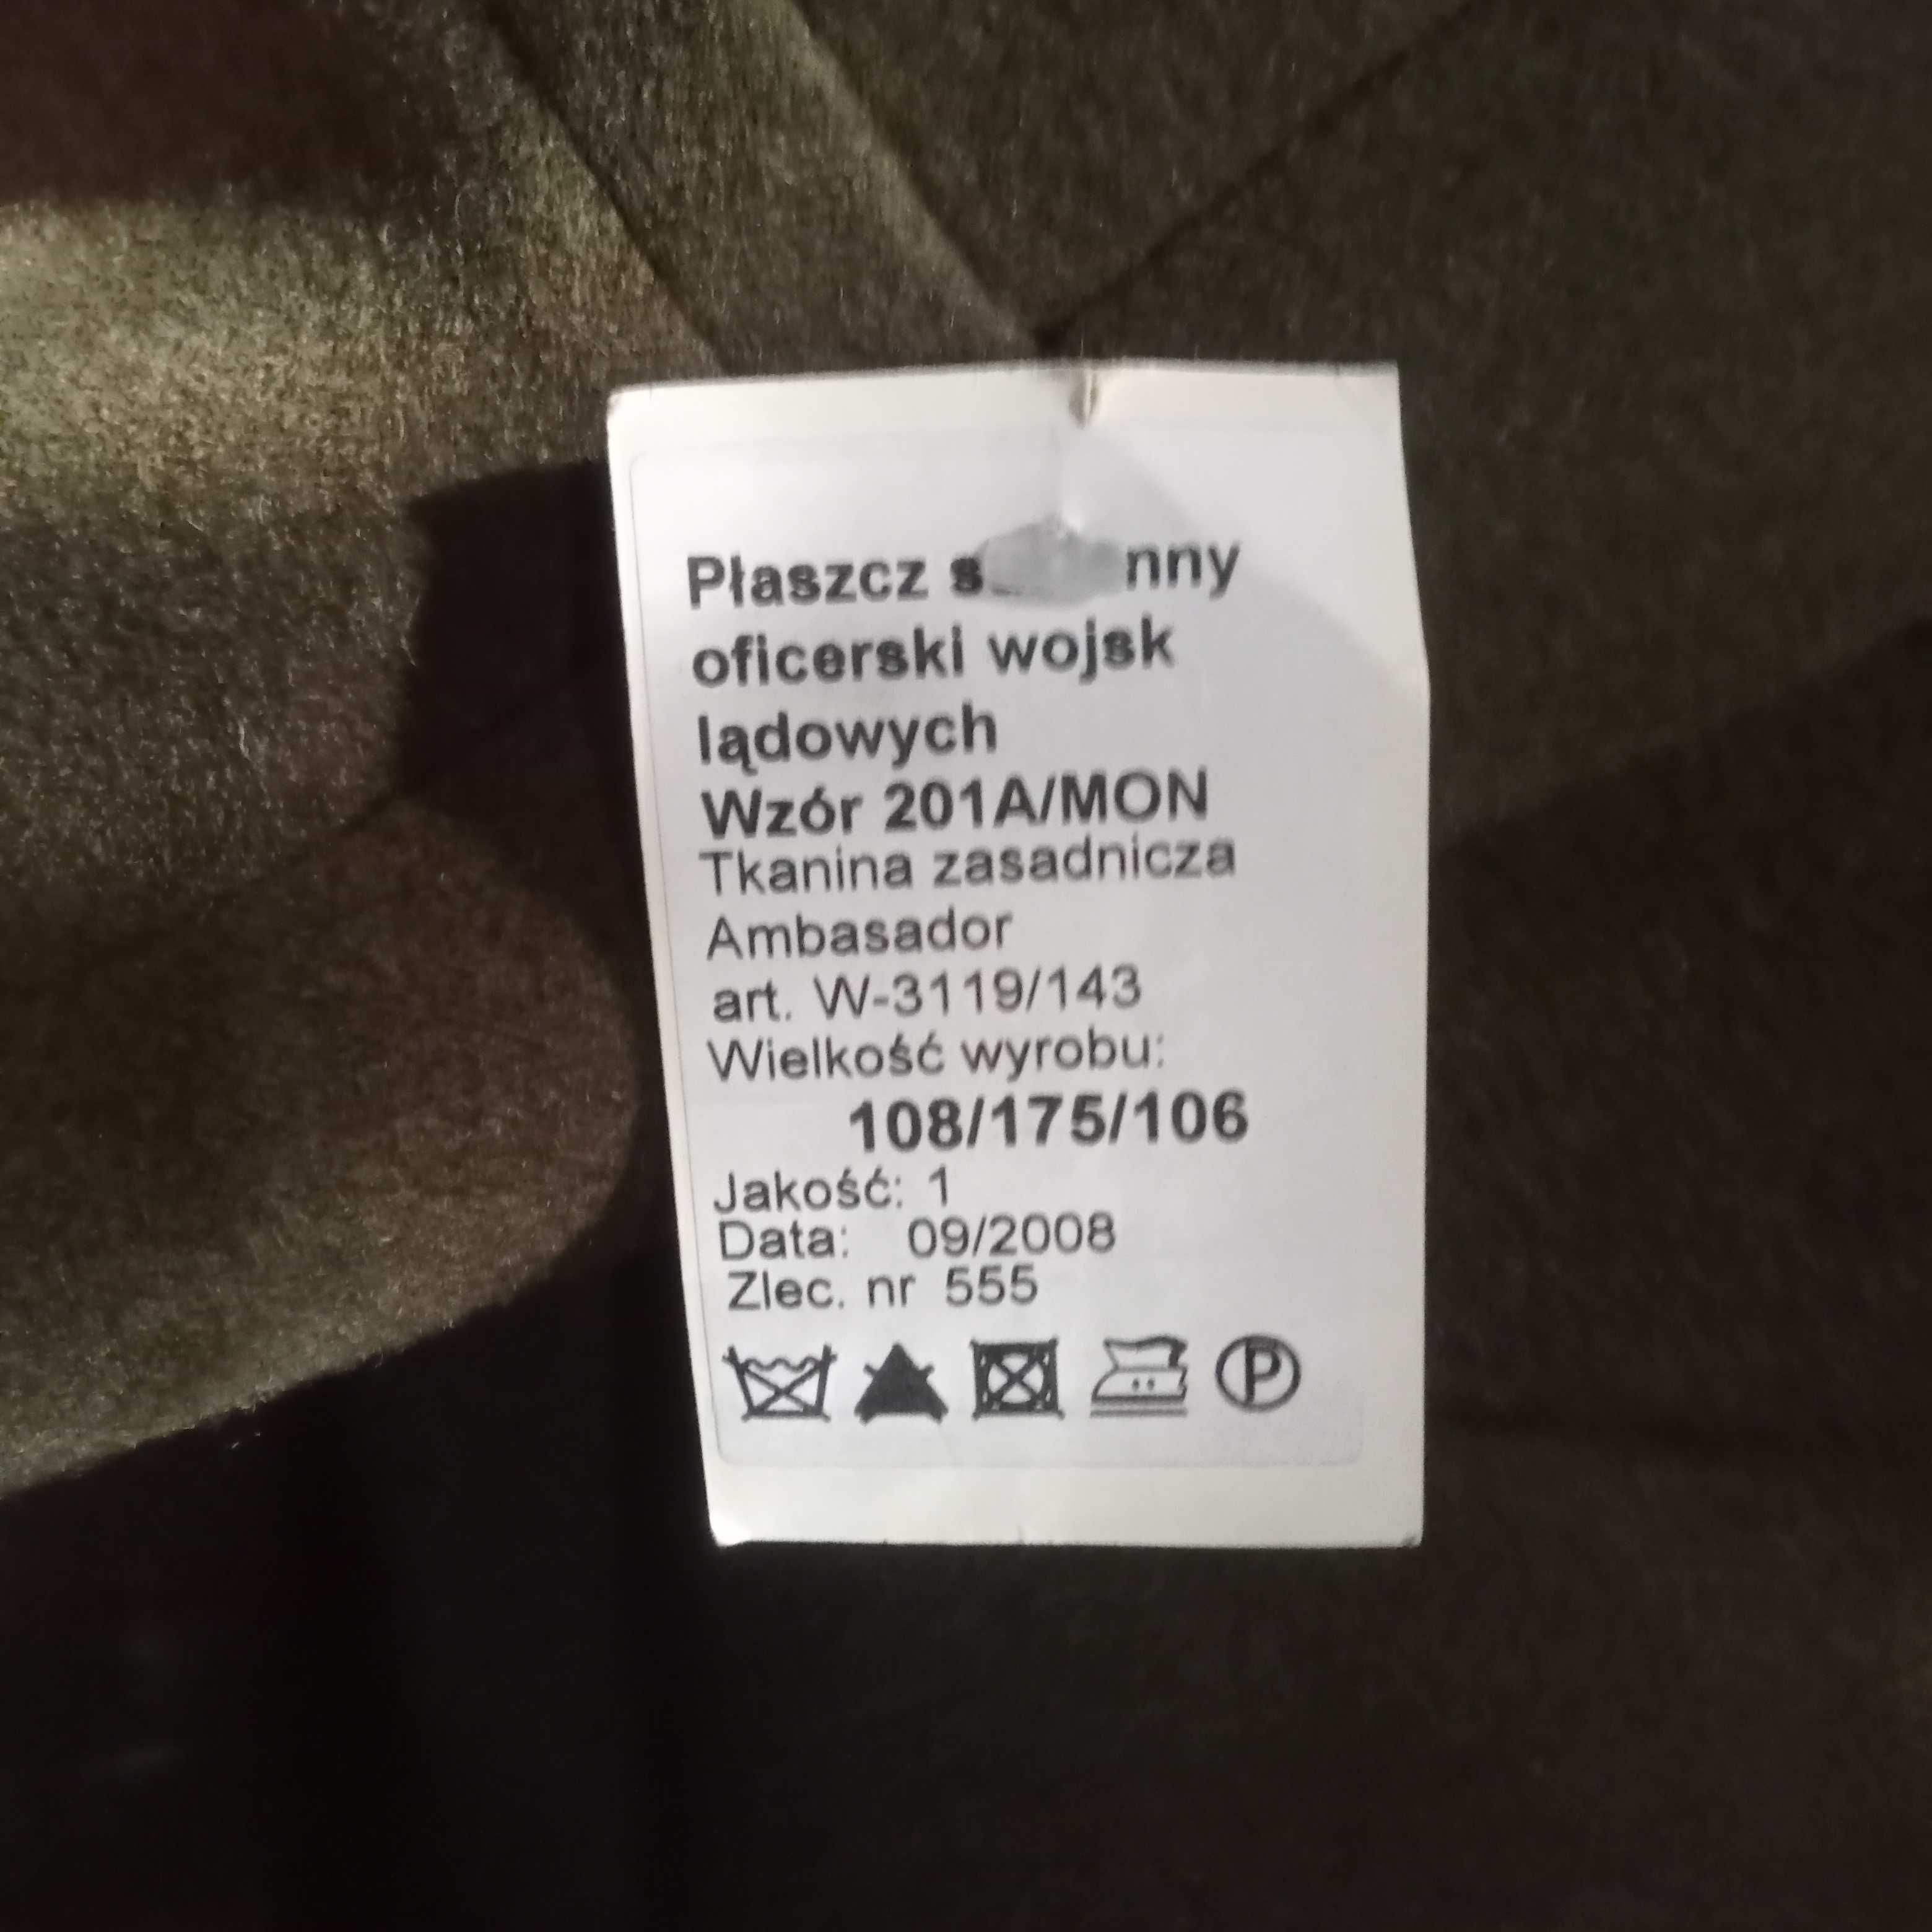 Płaszcz
oficerski wojsk
lądowych
Wzór 201A/MON
Tkanina zasadnicza
Ambasador
art. W-3119/143
Wielkość wyrobu:
108/175/106
Jakość: 1
Data: 09/2008
Zlec. nr 555
P